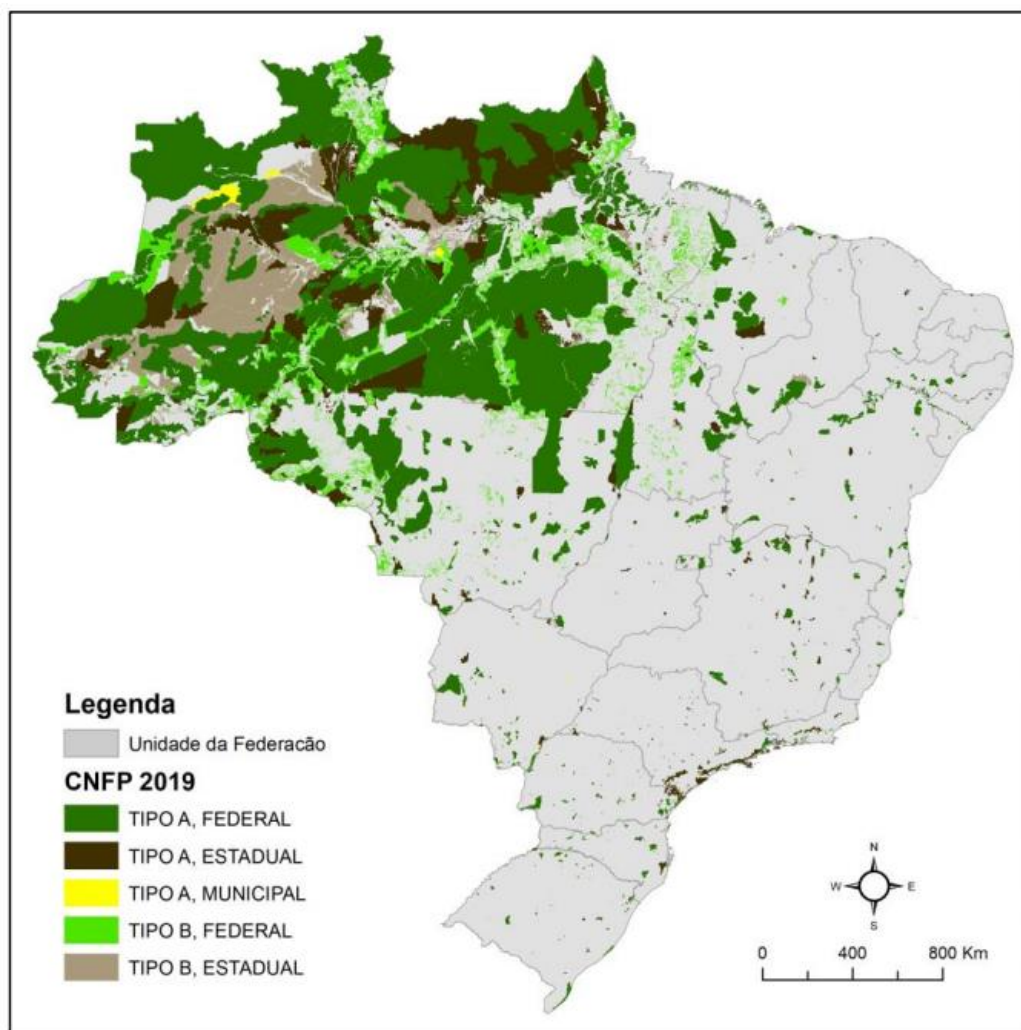 Legenda
Unidade da Federacão
CNFP 2019
TIPO A, FEDERAL
TIPO A, ESTADUAL
TIPO A, MUNICIPAL
TIPO B, FEDERAL
TIPO B, ESTADUAL
N
W E
S
0 400 800 Km